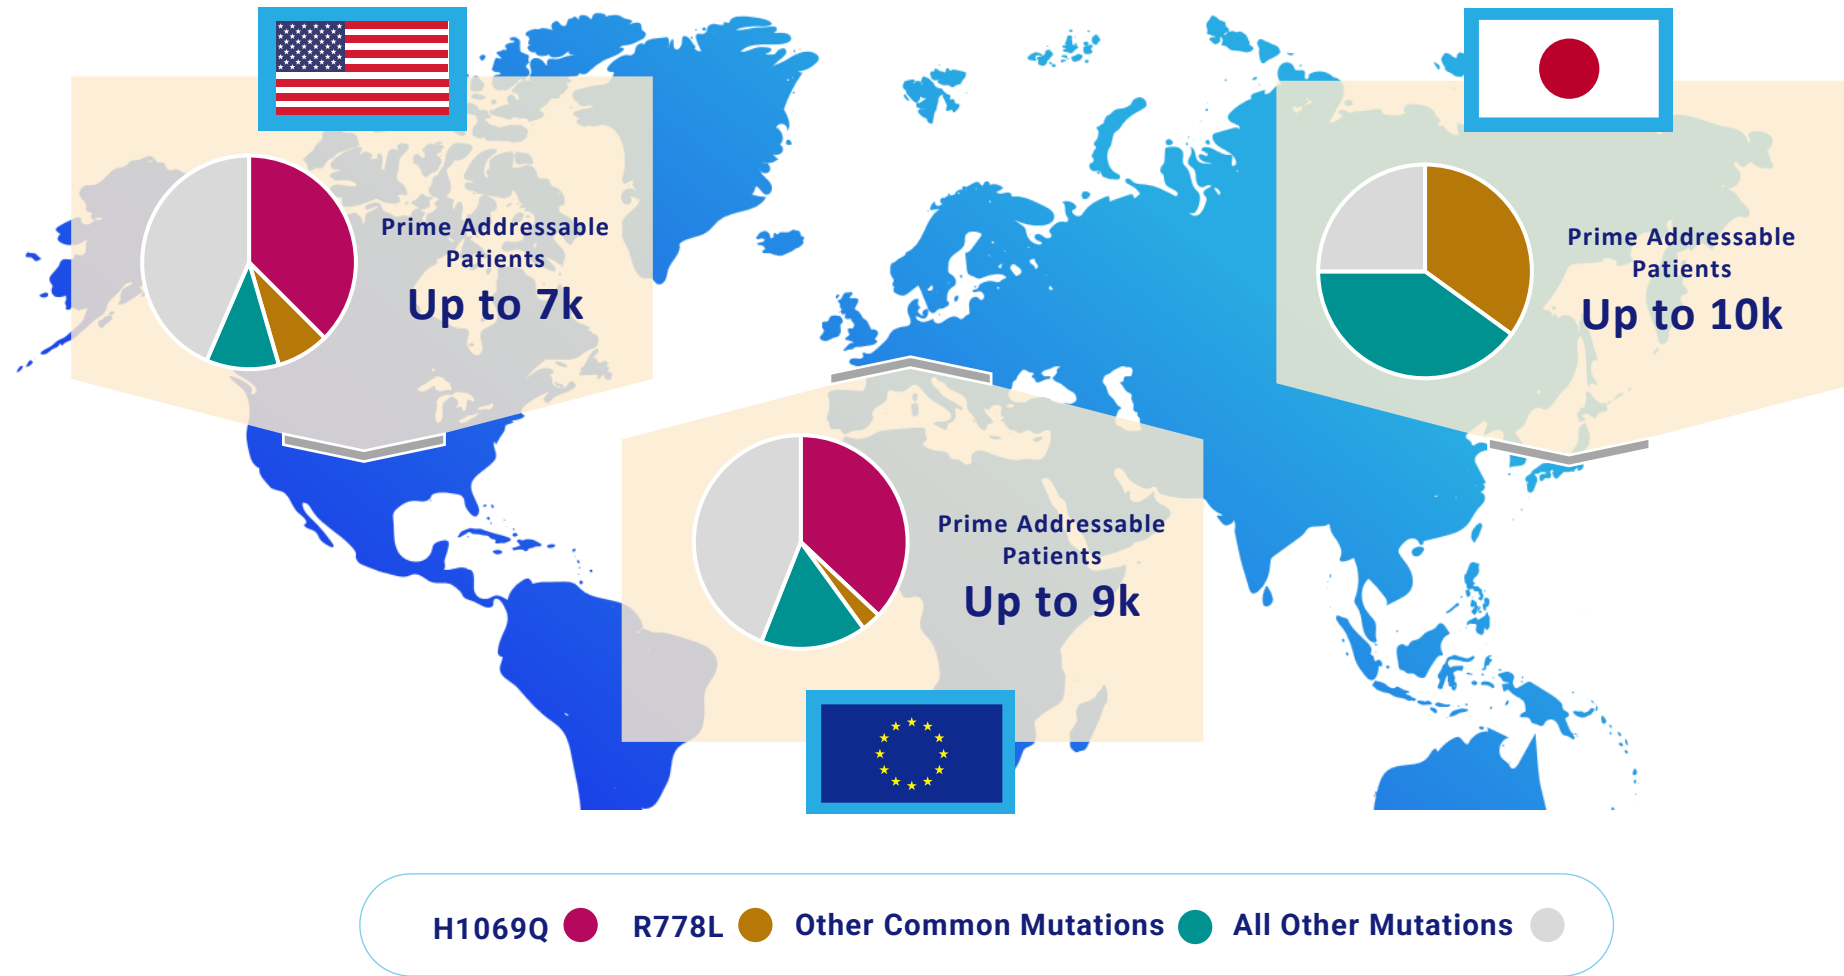 Prime Addressable
Patients
Up to 7k
Prime Addressable
Patients
Up to 10k
Prime Addressable
Patients
Up to 9k
H1069Q R778L Other Common Mutations All Other Mutations